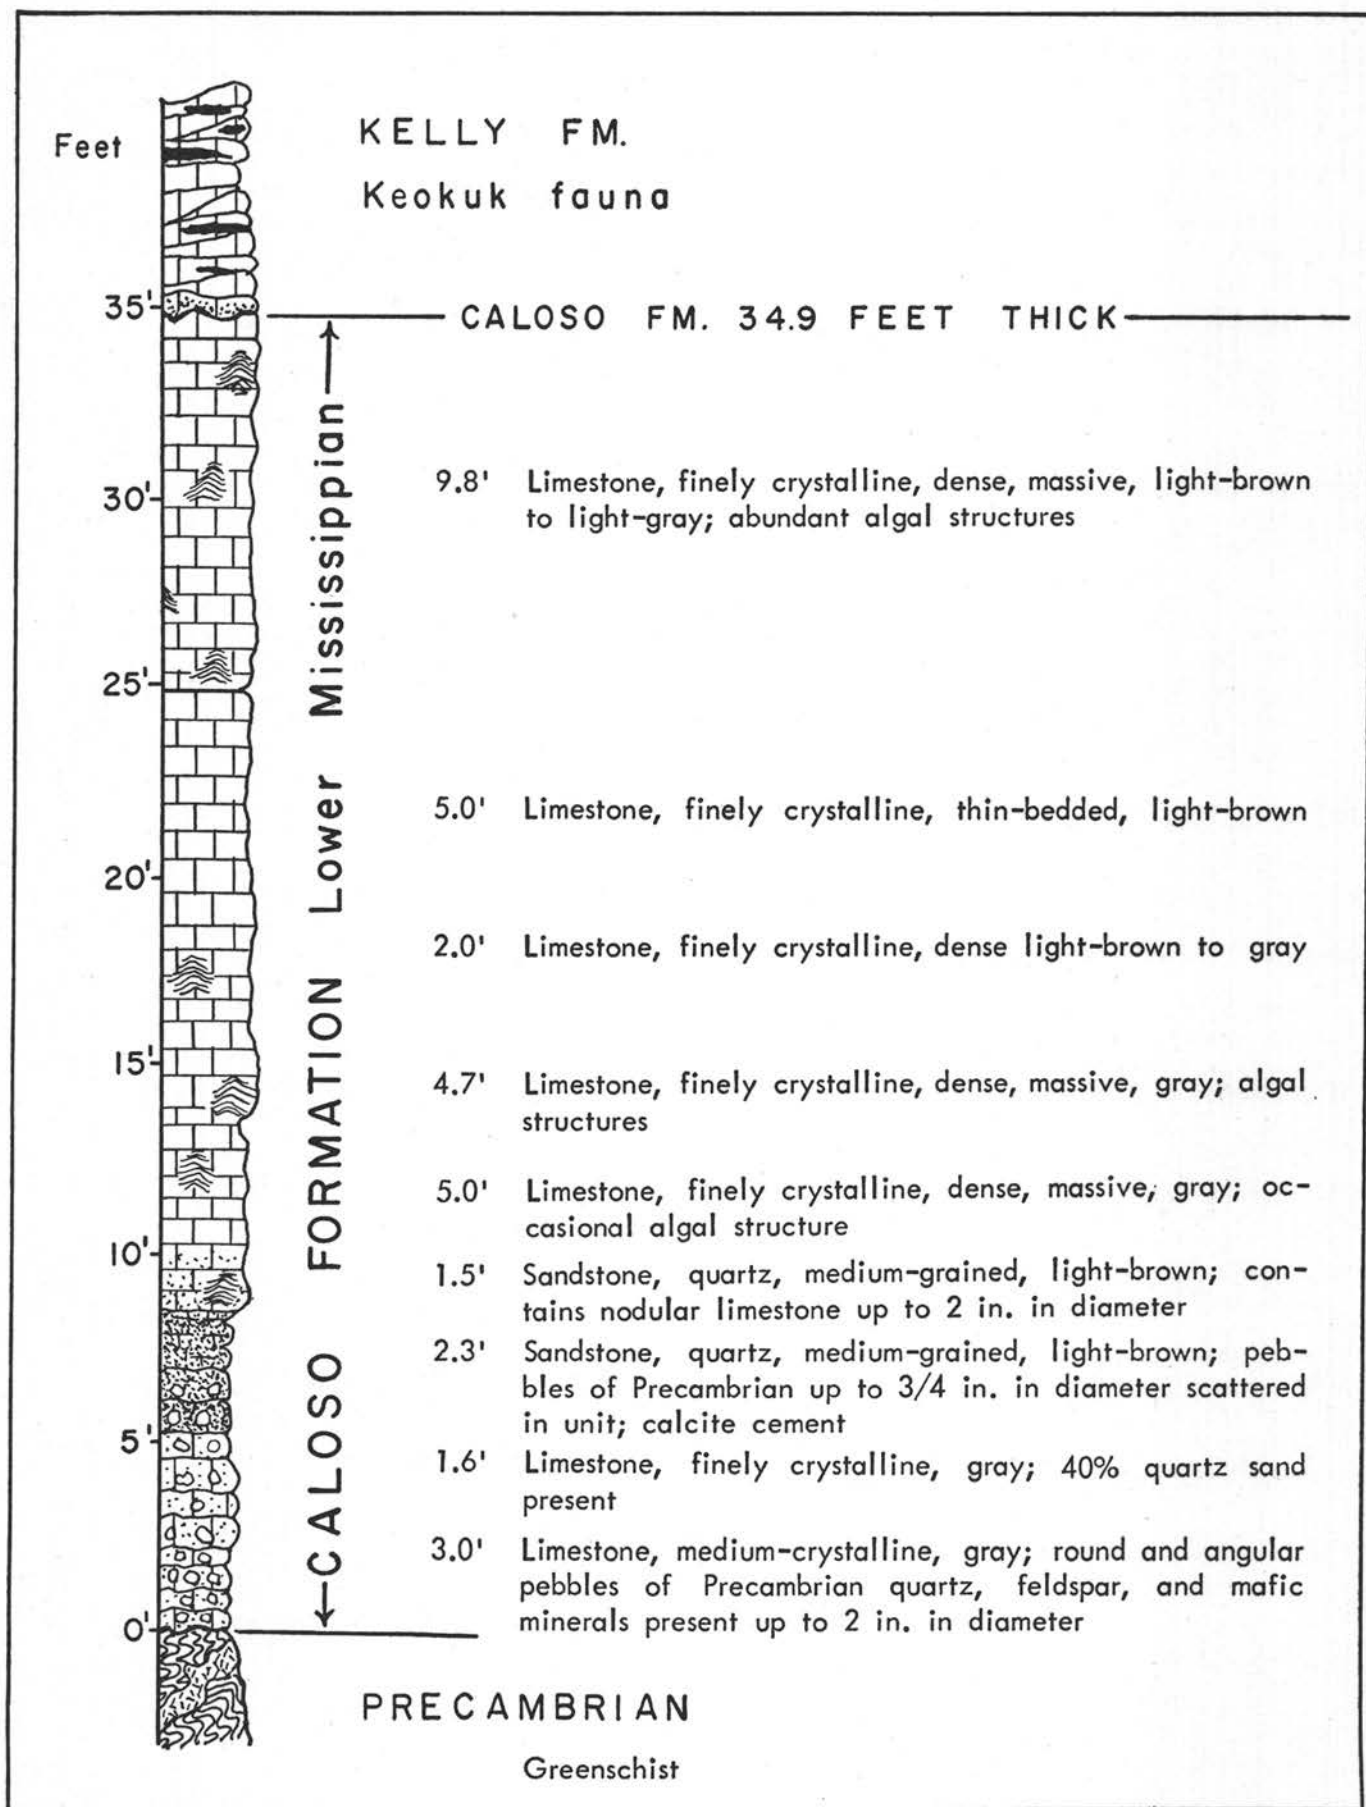 Feet
KELLY FM.
Keokuk fauna
35'
CALOSO FM. 34.9 FEET THICK
30'
25'
20'
15'
10'
5'
0'
CALOSO FORMATION Lower Mississippian
9.8' Limestone, finely crystalline, dense, massive, light-brown
to light-gray; abundant algal structures
5.0' Limestone, finely crystalline, thin-bedded, light-brown
2.0' Limestone, finely crystalline, dense light-brown to gray
4.7' Limestone, finely crystalline, dense, massive, gray; algal
structures
5.0' Limestone, finely crystalline, dense, massive, gray; oc-
casional algal structure
1.5' Sandstone, quartz, medium-grained, light-brown; con-
tains nodular limestone up to 2 in. in diameter
2.3' Sandstone, quartz, medium-grained, light-brown; peb-
bles of Precambrian up to 3/4 in. in diameter scattered
in unit; calcite cement
1.6' Limestone, finely crystalline, gray; 40% quartz sand
present
3.0' Limestone, medium-crystalline, gray; round and angular
pebbles of Precambrian quartz, feldspar, and mafic
minerals present up to 2 in. in diameter
PRECAMBRIAN
Greenschist